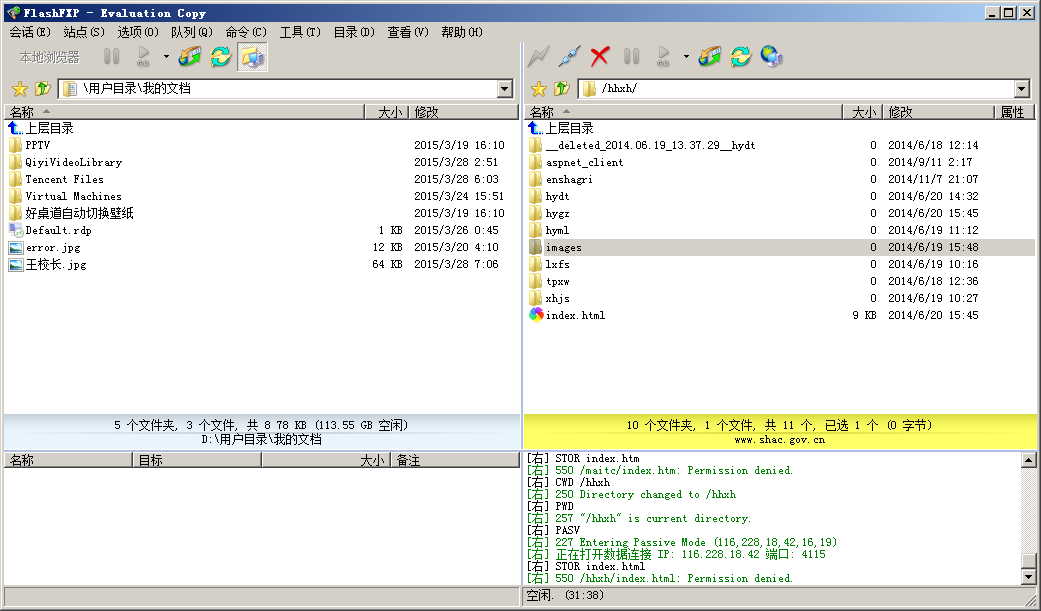 FlashFXP - Evaluation Copy
会话(E) 站点(S) 选项(O) 队列(Q) 命令(C) 工具(T) 目录(D) 查看(V) 帮助(H)
本地浏览器 GO GO
\用户目录\我的文档
/hhxh/
名称 大小 修改
上层目录
PPTV 2015/3/19 16:10
QiyiVideoLibrary 2015/3/28 2:51
Tencent Files 2015/3/28 6:03
Virtual Machines 2015/3/24 15:51
好桌道自动切换壁纸 2015/3/19 16:10
Default.rdp 1 KB 2015/3/26 0:45
error.jpg 12 KB 2015/3/20 4:10
王校长.jpg 64 KB 2015/3/28 7:06
5 个文件夹, 3 个文件, 共 8 78 KB (113.55 GB 空闲)
D:\用户目录\我的文档
名称 大小 修改 属性
上层目录
__deleted_2014.06.19_13.37.29__hydt 0 2014/6/18 12:14
aspnet_client 0 2014/9/11 2:17
enshagri 0 2014/11/7 21:07
hydt 0 2014/6/20 14:32
hygz 0 2014/6/20 15:45
hyml 0 2014/6/19 11:12
images 0 2014/6/19 15:48
lxfs 0 2014/6/19 10:16
tpxw 0 2014/6/18 12:36
xhjs 0 2014/6/19 10:27
index.html 9 KB 2014/6/20 15:45
10 个文件夹, 1 个文件, 共 11 个, 已选 1 个 (0 字节)
www.shac.gov.cn
名称 目标 大小 备注
[右] STOR index.htm
[右] 550 /maitc/index.htm: Permission denied.
[右] CWD /hhxh
[右] 250 Directory changed to /hhxh
[右] PWD
[右] 257 "/hhxh" is current directory.
[右] PASV
[右] 227 Entering Passive Mode (116,228,18,42,16,19)
[右] 正在打开数据连接 IP: 116.228.18.42 端口: 4115
[右] STOR index.html
[右] 550 /hhxh/index.html: Permission denied.
空闲. (31:38)